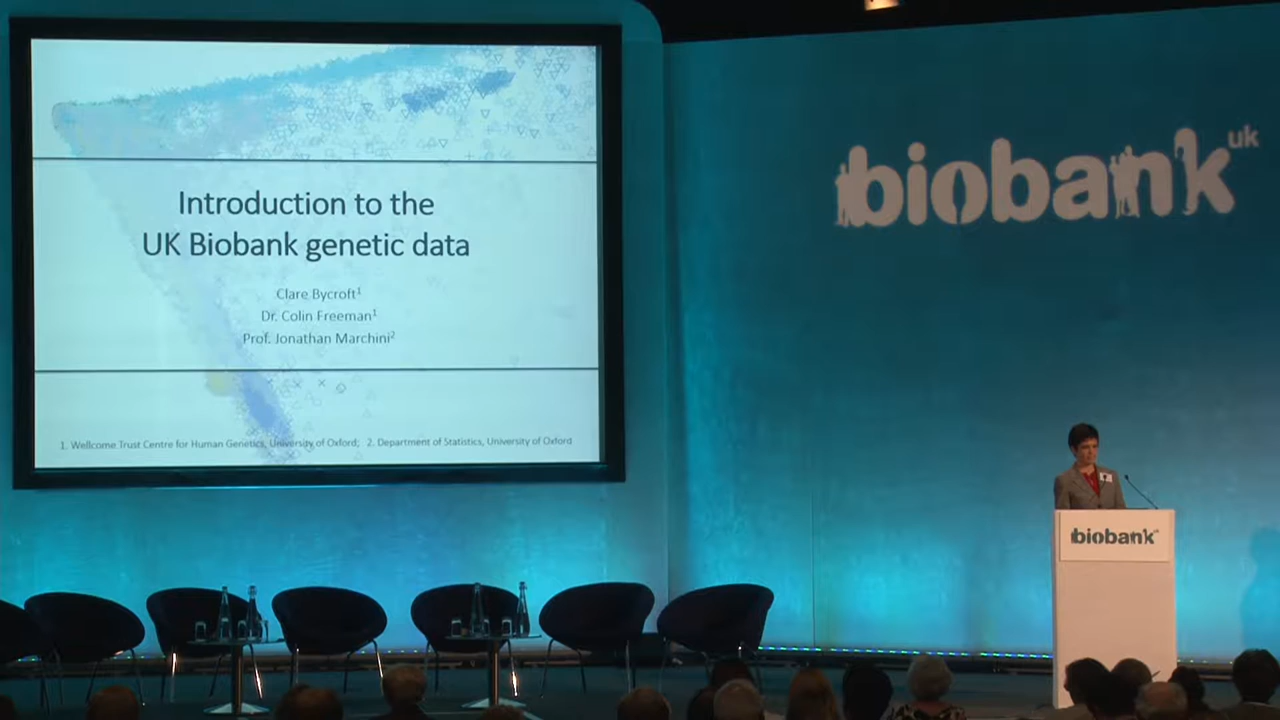 Introduction to the
UK Biobank genetic data
Clare Bycroft¹
Dr. Colin Freeman¹
Prof. Jonathan Marchini²
1. Wellcome Trust Centre for Human Genetics, University of Oxford; 2. Department of Statistics, University of Oxford
biobank uk
biobank uk